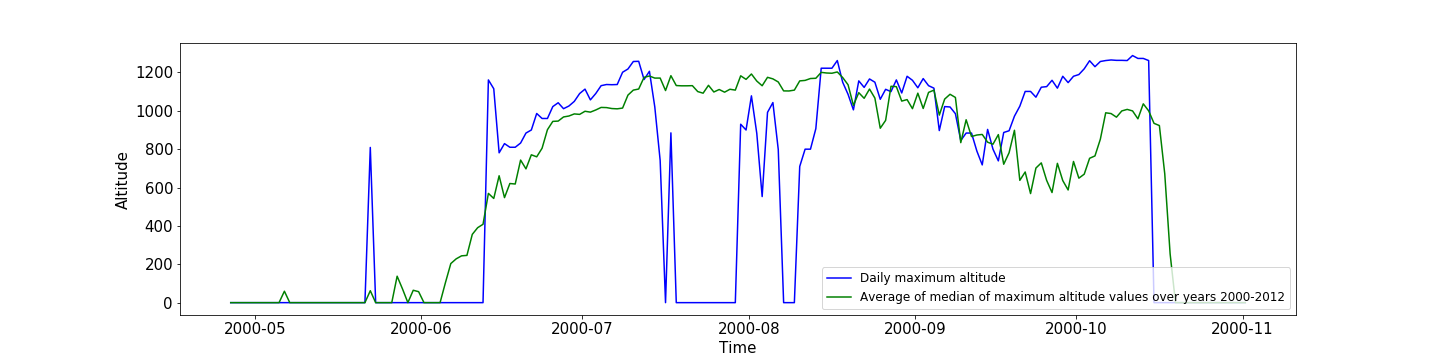 Altitude
1200
1000
800
600
400
200
0
Daily maximum altitude
Average of median of maximum altitude values over years 2000-2012
2000-05 2000-06 2000-07 2000-08 2000-09 2000-10 2000-11
Time